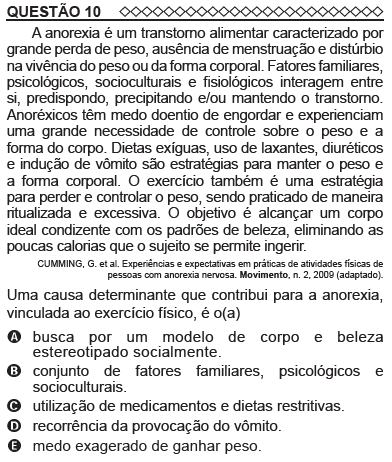 QUESTÃO 10
A anorexia é um transtorno alimentar caracterizado por
grande perda de peso, ausência de menstruação e distúrbio
na vivência do peso ou da forma corporal. Fatores familiares,
psicológicos, socioculturais e fisiológicos interagem entre
si, predispondo, precipitando e/ou mantendo o transtorno.
Anoréxicos têm medo doentio de engordar e experienciam
uma grande necessidade de controle sobre o peso e a
forma do corpo. Dietas exíguas, uso de laxantes, diuréticos
e indução de vômito são estratégias para manter o peso e
a forma corporal. O exercício também é uma estratégia
para perder e controlar o peso, sendo praticado de maneira
ritualizada e excessiva. O objetivo é alcançar um corpo
ideal condizente com os padrões de beleza, eliminando as
poucas calorias que o sujeito se permite ingerir.
CUMMING, G. et al. Experiências e expectativas em práticas de atividades físicas de
pessoas com anorexia nervosa. Movimento, n. 2, 2009 (adaptado).
Uma causa determinante que contribui para a anorexia,
vinculada ao exercício físico, é o(a)
A busca por um modelo de corpo e beleza
estereotipado socialmente.
B conjunto de fatores familiares, psicológicos e
socioculturais.
C utilização de medicamentos e dietas restritivas.
D recorrência da provocação do vômito.
E medo exagerado de ganhar peso.